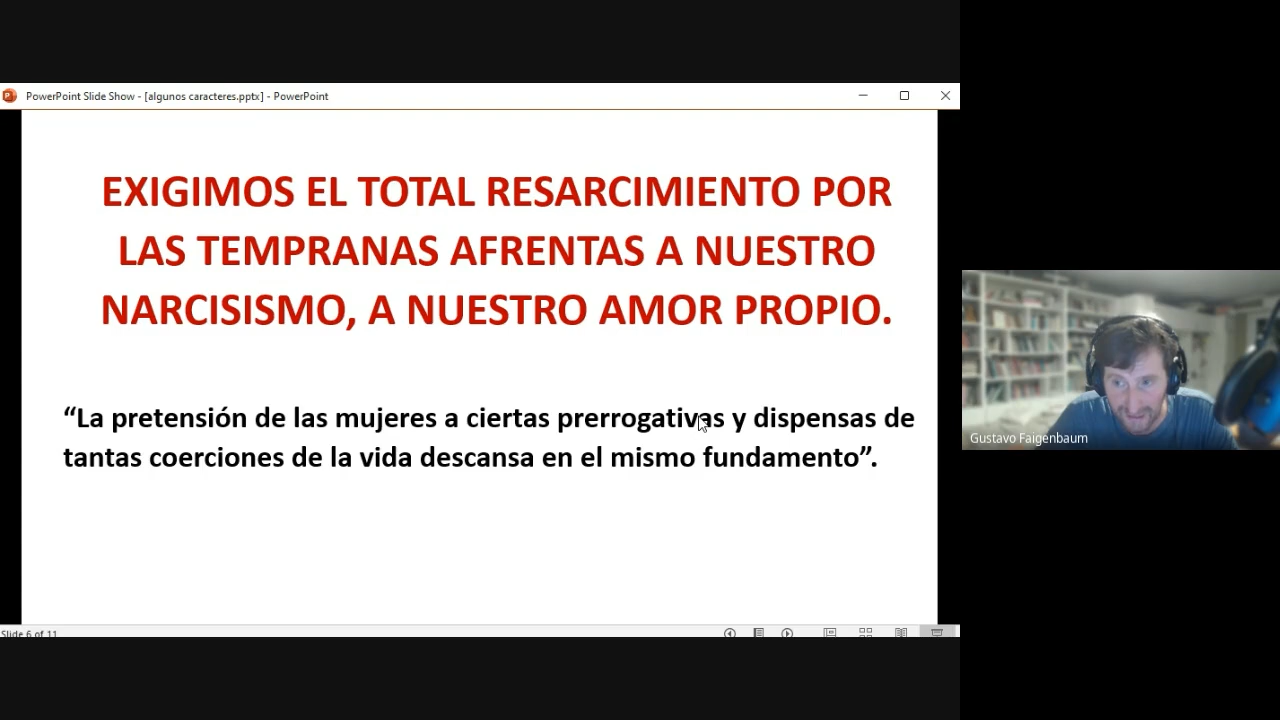 PowerPoint Slide Show - [algunos caracteres.pptx] - PowerPoint
EXIGIMOS EL TOTAL RESARCIMIENTO POR
LAS TEMPRANAS AFRENTAS A NUESTRO
NARCISISMO, A NUESTRO AMOR PROPIO.
“La pretensión de las mujeres a ciertas prerrogativas y dispensas de
tantas coerciones de la vida descansa en el mismo fundamento”.
Gustavo Faigenbaum
Slide 6 of 11